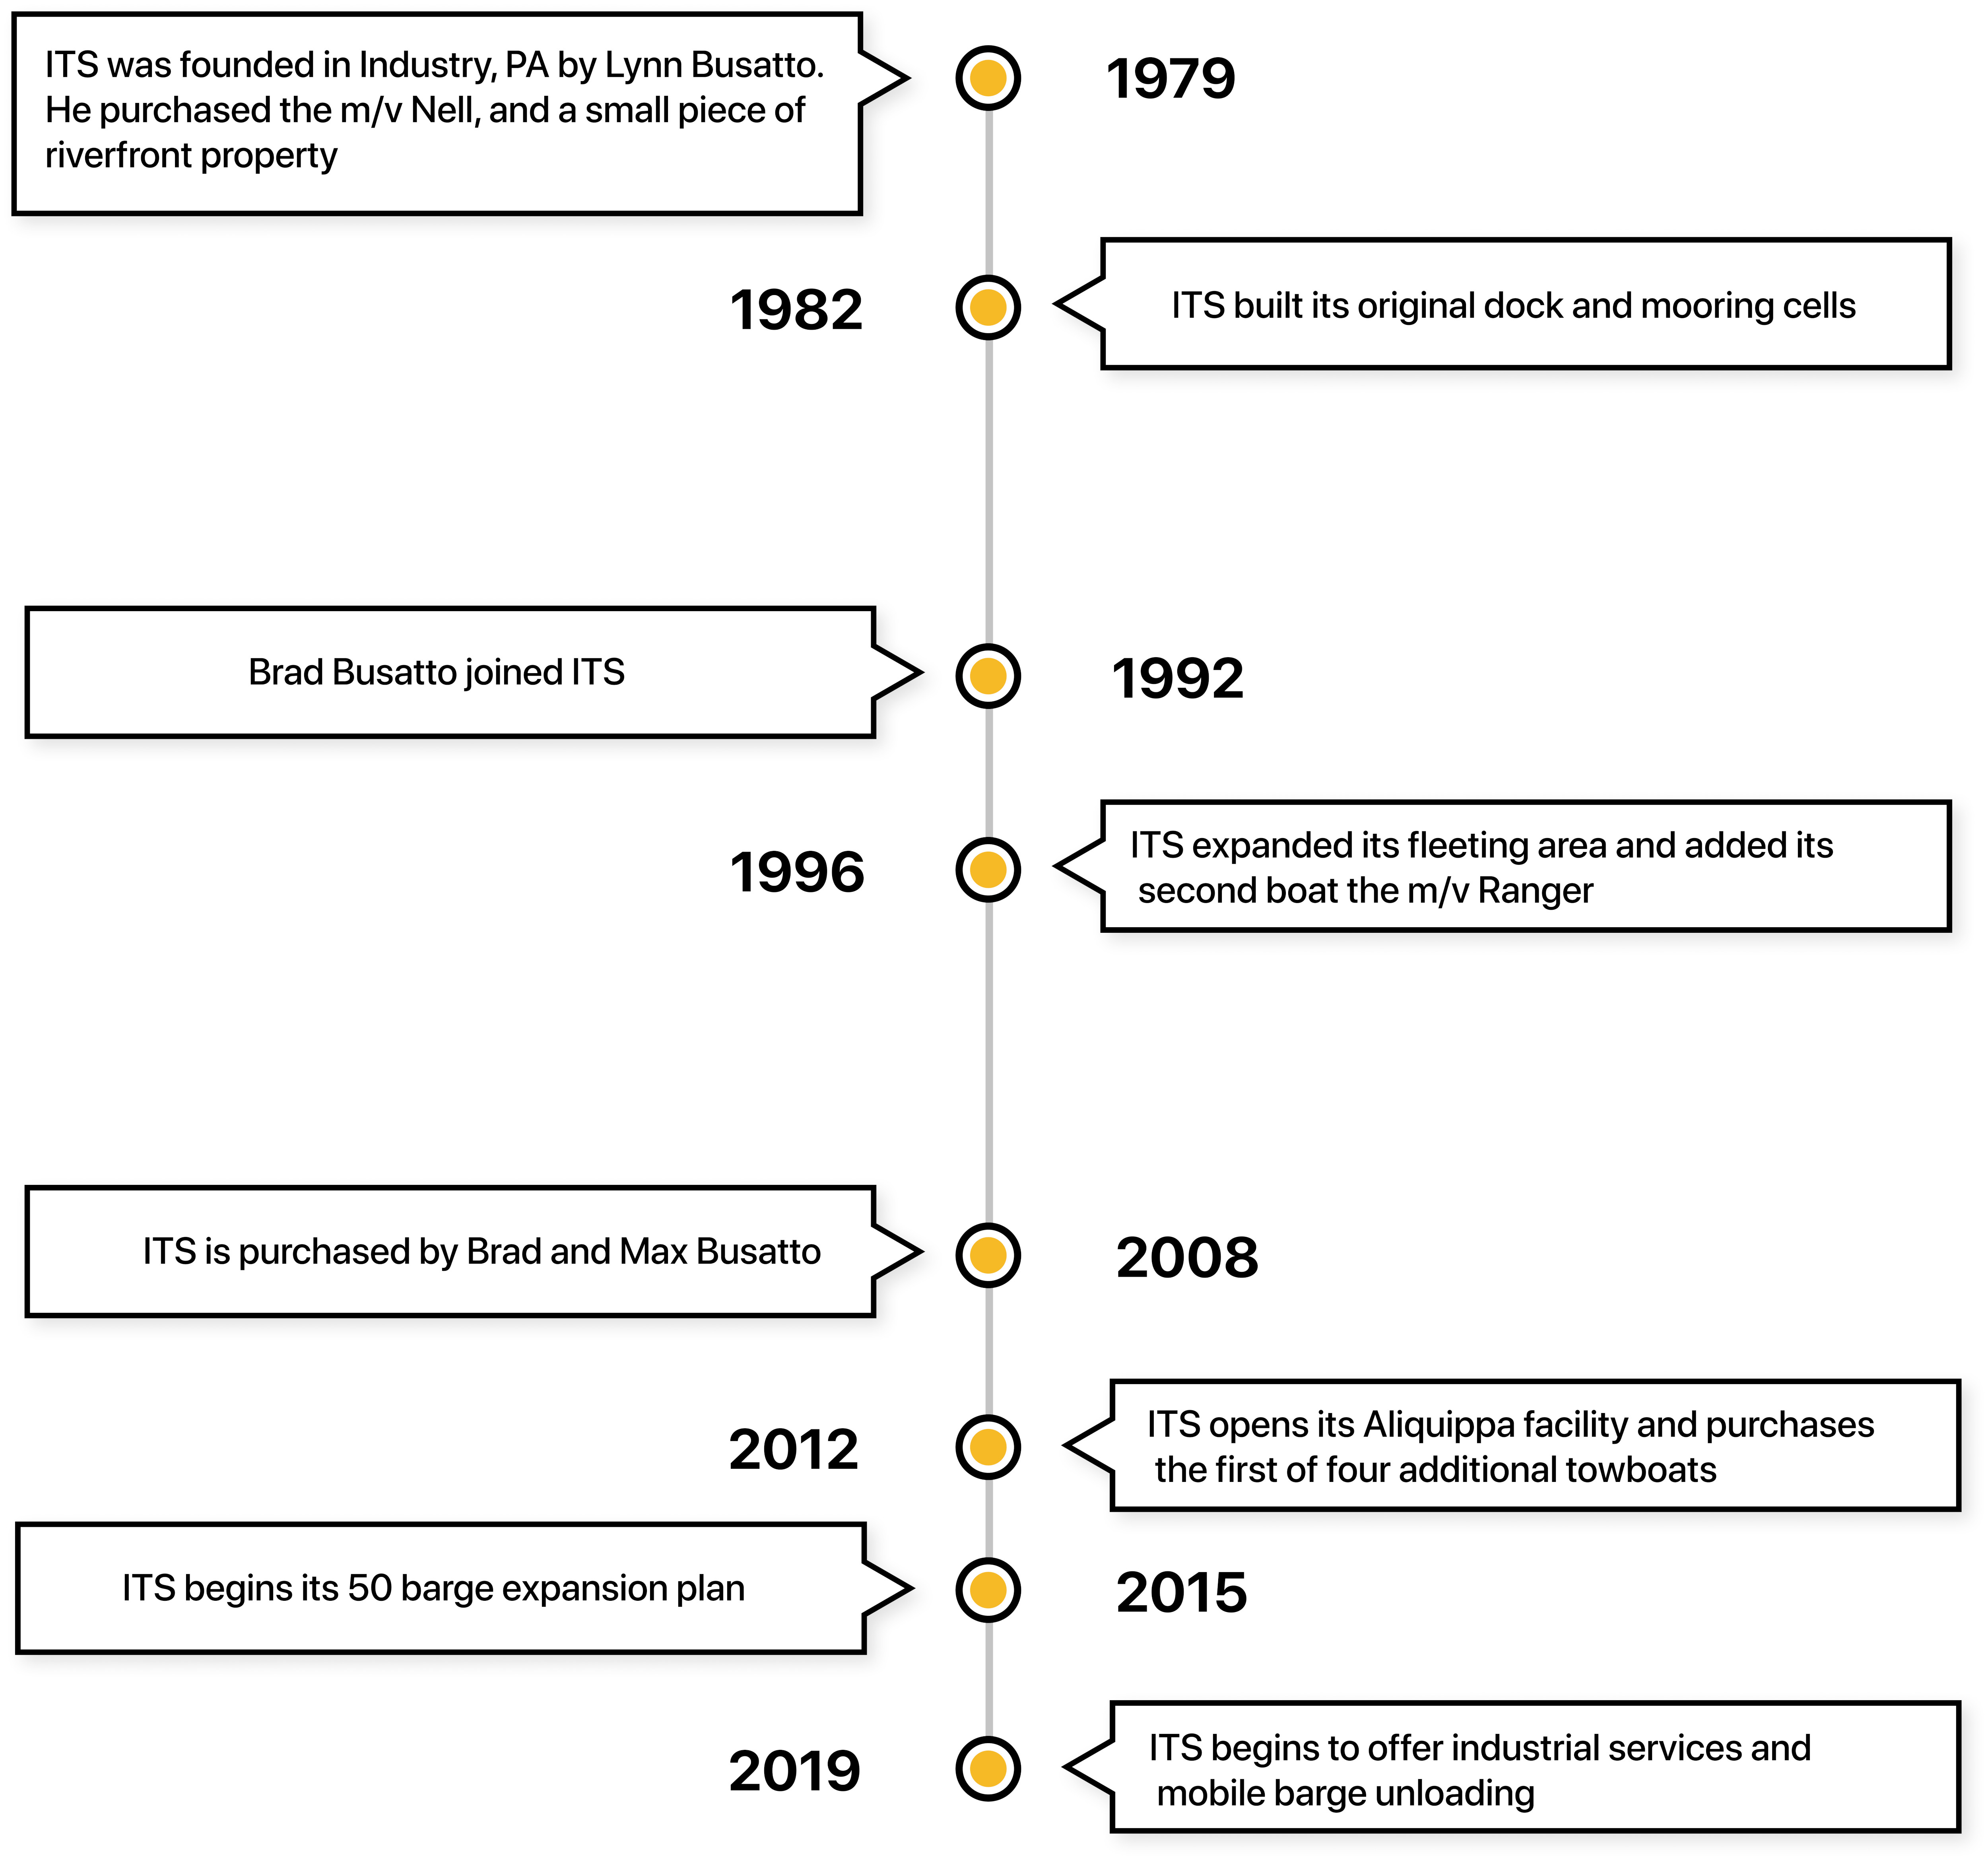 ITS was founded in Industry, PA by Lynn Busatto.
He purchased the m/v Nell, and a small piece of
riverfront property
1979
1982
ITS built its original dock and mooring cells
Brad Busatto joined ITS
1992
1996
ITS expanded its fleeting area and added its
second boat the m/v Ranger
ITS is purchased by Brad and Max Busatto
2008
2012
ITS opens its Aliquippa facility and purchases
the first of four additional towboats
ITS begins its 50 barge expansion plan
2015
2019
ITS begins to offer industrial services and
mobile barge unloading